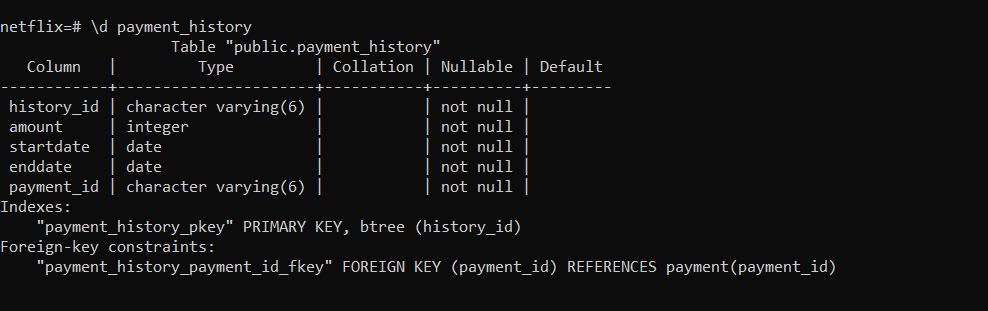 netflix=# \d payment_history
                   Table "public.payment_history"
   Column   |         Type         | Collation | Nullable | Default
------------+----------------------+-----------+----------+---------
 history_id | character varying(6) |           | not null |
 amount     | integer              |           | not null |
 startdate  | date                 |           | not null |
 enddate    | date                 |           | not null |
 payment_id | character varying(6) |           | not null |
Indexes:
    "payment_history_pkey" PRIMARY KEY, btree (history_id)
Foreign-key constraints:
    "payment_history_payment_id_fkey" FOREIGN KEY (payment_id) REFERENCES payment(payment_id)